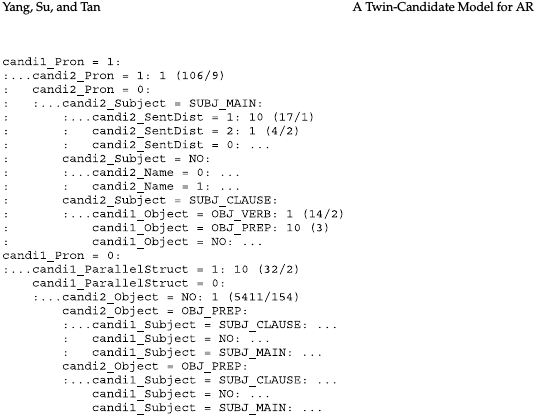 Yang, Su, and Tan A Twin-Candidate Model for AR
candi1_Pron = 1:
:...candi2_Pron = 1: 1 (106/9)
:   candi2_Pron = 0:
:   :...candi2_Subject = SUBJ_MAIN:
:       :...candi2_SentDist = 1: 10 (17/1)
:       :   candi2_SentDist = 2: 1 (4/2)
:       :   candi2_SentDist = 0: ...
:       candi2_Subject = NO:
:       :...candi2_Name = 0: ...
:       :   candi2_Name = 1: ...
:       candi2_Subject = SUBJ_CLAUSE:
:       :...candi1_Object = OBJ_VERB: 1 (14/2)
:           candi1_Object = OBJ_PREP: 10 (3)
:           candi1_Object = NO: ...
candi1_Pron = 0:
:...candi1_ParallelStruct = 1: 10 (32/2)
    candi1_ParallelStruct = 0:
    :...candi2_Object = NO: 1 (5411/154)
        candi2_Object = OBJ_PREP:
        :...candi1_Subject = SUBJ_CLAUSE: ...
        :   candi1_Subject = NO: ...
        :   candi1_Subject = SUBJ_MAIN: ...
        candi2_Object = OBJ_PREP:
        :...candi1_Subject = SUBJ_CLAUSE: ...
            candi1_Subject = NO: ...
            candi1_Subject = SUBJ_MAIN: ...